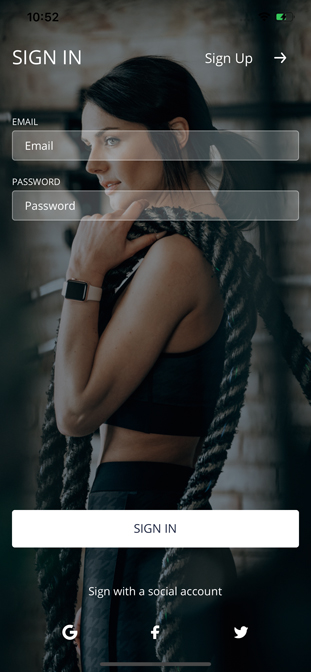 10:52
SIGN IN
Sign Up
EMAIL
Email
PASSWORD
Password
SIGN IN
Sign with a social account